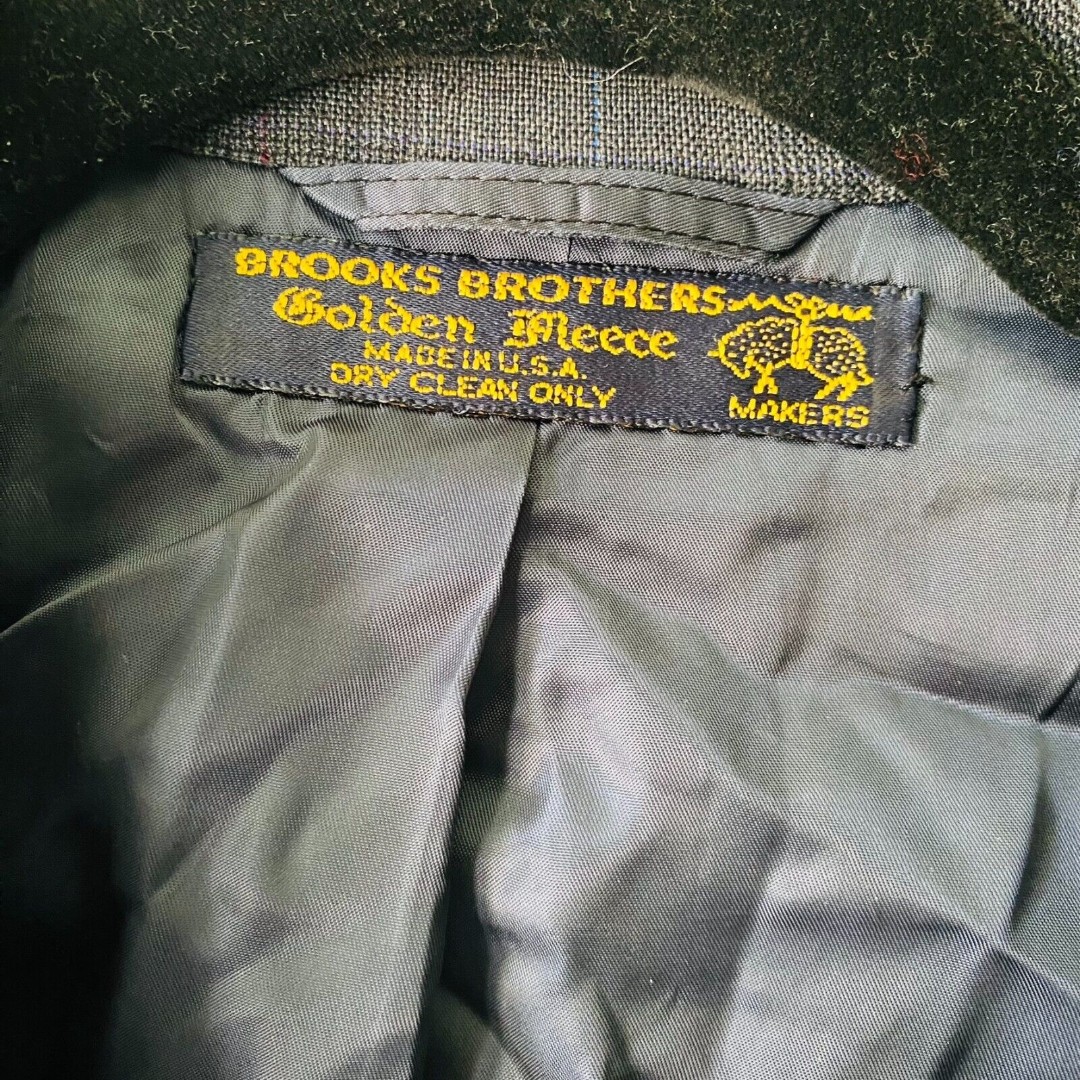 BROOKS BROTHERS
Golden Fleece
MADE IN U.S.A.
DRY CLEAN ONLY
MAKERS